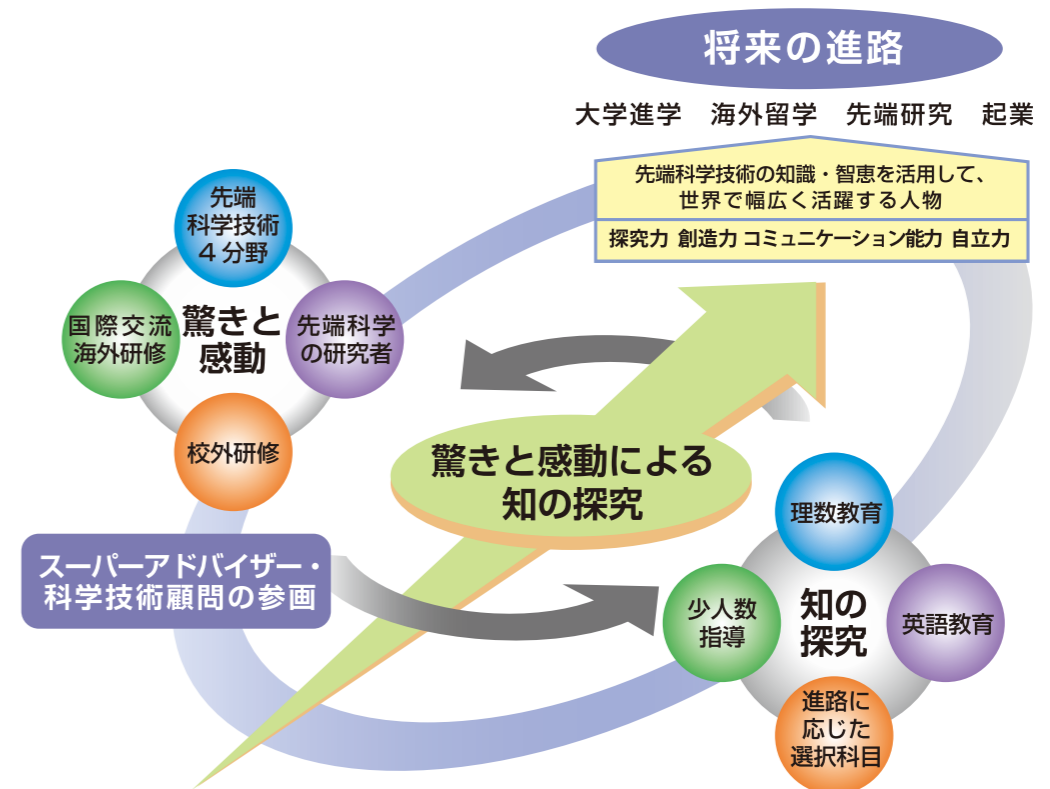 将来の進路
大学進学 海外留学 先端研究 起業
先端科学技術の知識・智恵を活用して、
世界で幅広く活躍する人物
探究力 創造力 コミュニケーション能力 自立力
先端
科学技術
4分野
国際交流
海外研修
驚きと
感動
先端科学
の研究者
校外研修
驚きと感動による
知の探究
スーパーアドバイザー・
科学技術顧問の参画
理数教育
少人数
指導
知の
探究
英語教育
進路に
応じた
選択科目